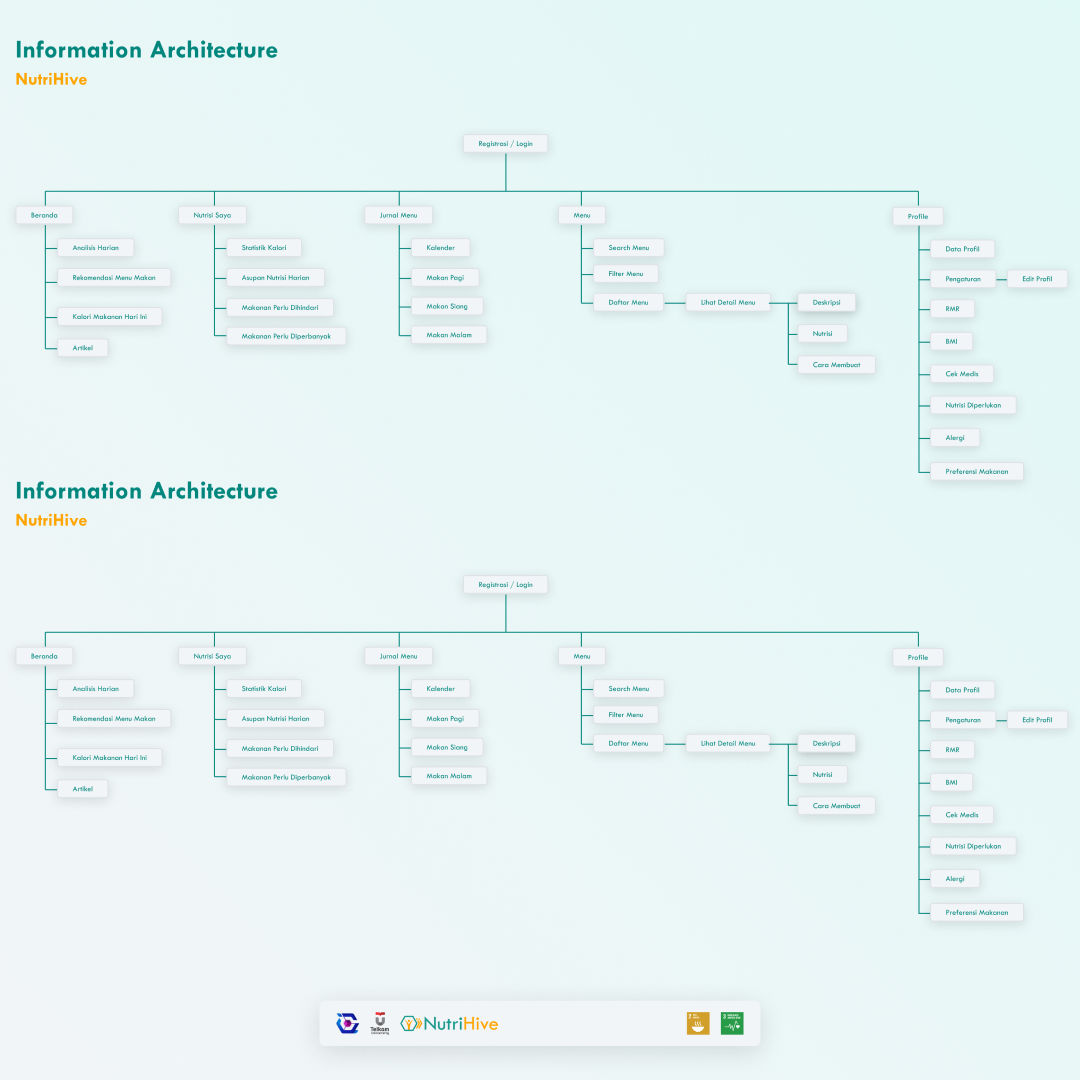 Information Architecture
NutriHive
Registrasi / Login
Beranda
Analisis Harian
Rekomendasi Menu Makan
Kalori Makanan Hari Ini
Artikel
Nutrisi Saya
Statistik Kalori
Asupan Nutrisi Harian
Makanan Perlu Dihindari
Makanan Perlu Diperbanyak
Jurnal Menu
Kalender
Makan Pagi
Makan Siang
Makan Malam
Menu
Search Menu
Filter Menu
Daftar Menu
Lihat Detail Menu
Deskripsi
Nutrisi
Cara Membuat
Profile
Data Profil
Pengaturan
Edit Profil
RMR
BMI
Cek Medis
Nutrisi Diperlukan
Alergi
Preferensi Makanan
Information Architecture
NutriHive
Registrasi / Login
Beranda
Analisis Harian
Rekomendasi Menu Makan
Kalori Makanan Hari Ini
Artikel
Nutrisi Saya
Statistik Kalori
Asupan Nutrisi Harian
Makanan Perlu Dihindari
Makanan Perlu Diperbanyak
Jurnal Menu
Kalender
Makan Pagi
Makan Siang
Makan Malam
Menu
Search Menu
Filter Menu
Daftar Menu
Lihat Detail Menu
Deskripsi
Nutrisi
Cara Membuat
Profile
Data Profil
Pengaturan
Edit Profil
RMR
BMI
Cek Medis
Nutrisi Diperlukan
Alergi
Preferensi Makanan
Telkom
University
NutriHive